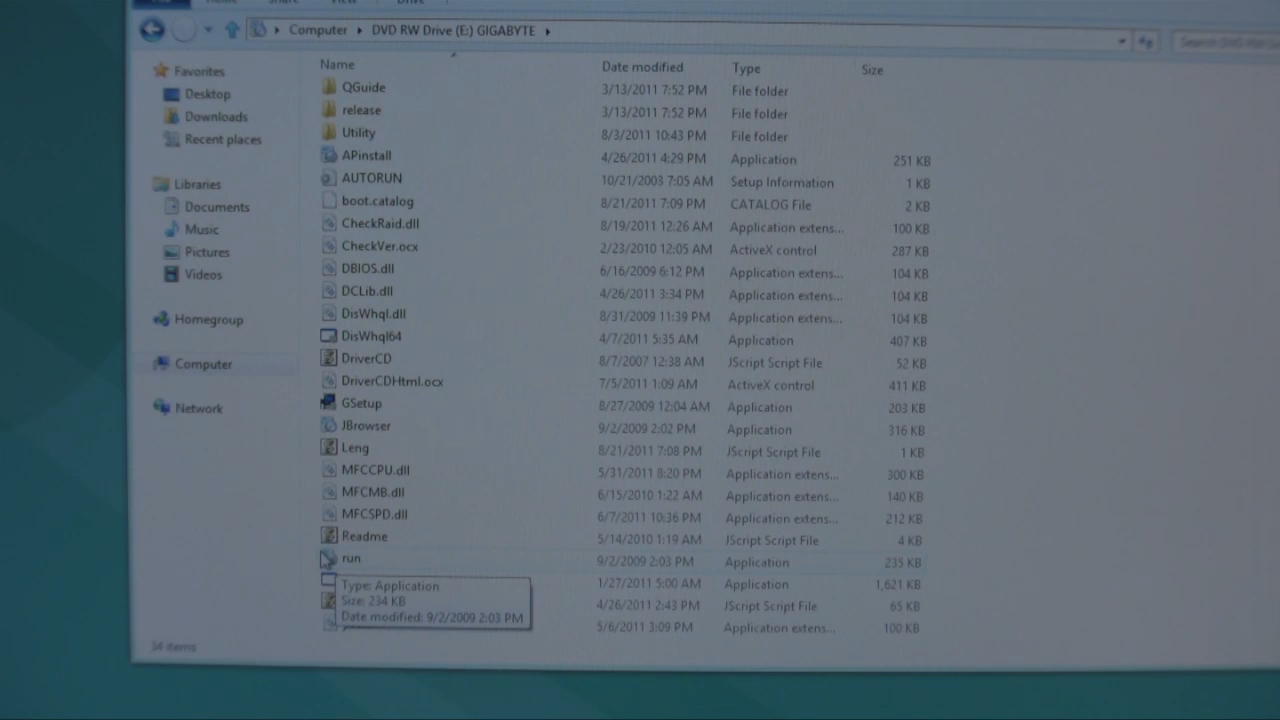 Computer DVD RW Drive (E:) GIGABYTE
Name Date modified Type Size
QGuide 3/13/2011 7:52 PM File folder
release 3/13/2011 7:52 PM File folder
Utility 8/3/2011 10:43 PM File folder
APinstall 4/26/2011 4:29 PM Application 251 KB
AUTORUN 10/21/2003 7:05 AM Setup Information 1 KB
boot.catalog 8/21/2011 7:09 PM CATALOG File 2 KB
CheckRaid.dll 8/19/2011 12:26 AM Application extens... 100 KB
CheckVer.ocx 2/23/2010 12:05 AM ActiveX control 287 KB
DBIOS.dll 6/16/2009 6:12 PM Application extens... 104 KB
DCLib.dll 4/26/2011 3:34 PM Application extens... 104 KB
DisWhql.dll 8/31/2009 11:39 PM Application extens... 104 KB
DisWhql64 4/7/2011 5:35 AM Application 407 KB
DriverCD 8/7/2007 12:38 AM JScript Script File 52 KB
DriverCDHtml.ocx 7/5/2011 1:09 AM ActiveX control 411 KB
GSetup 8/27/2009 12:04 AM Application 203 KB
JBrowser 9/2/2009 2:02 PM Application 316 KB
Leng 8/21/2011 7:08 PM JScript Script File 1 KB
MFCCPU.dll 5/31/2011 8:20 PM Application extens... 300 KB
MFCMB.dll 6/15/2010 1:22 AM Application extens... 140 KB
MFCSPD.dll 6/7/2011 10:36 PM Application extens... 212 KB
Readme 5/14/2010 1:19 AM JScript Script File 4 KB
run 9/2/2009 2:03 PM Application 235 KB
1/27/2011 5:00 AM Application 1,621 KB
4/26/2011 2:43 PM JScript Script File 65 KB
5/6/2011 3:09 PM Application extens... 100 KB
Type: Application
Size: 234 KB
Date modified: 9/2/2009 2:03 PM
Favorites
Desktop
Downloads
Recent places
Libraries
Documents
Music
Pictures
Videos
Homegroup
Computer
Network
34 items